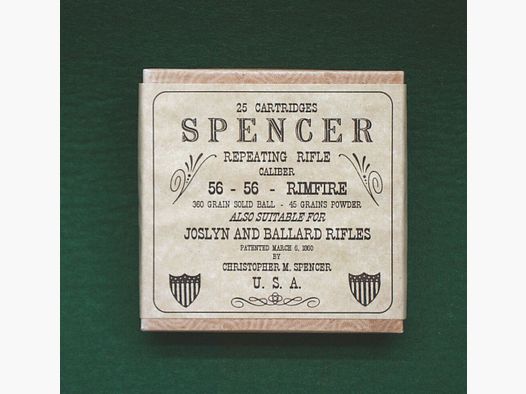 25 CARTRIDGES
SPENCER
REPEATING RIFLE
CALIBER
56 - 56 - RIMFIRE
360 GRAIN SOLID BALL - 45 GRAINS POWDER
ALSO SUITABLE FOR
JOSLYN AND BALLARD RIFLES
PATENTED MARCH 6, 1860
BY
CHRISTOPHER M. SPENCER
U. S. A.